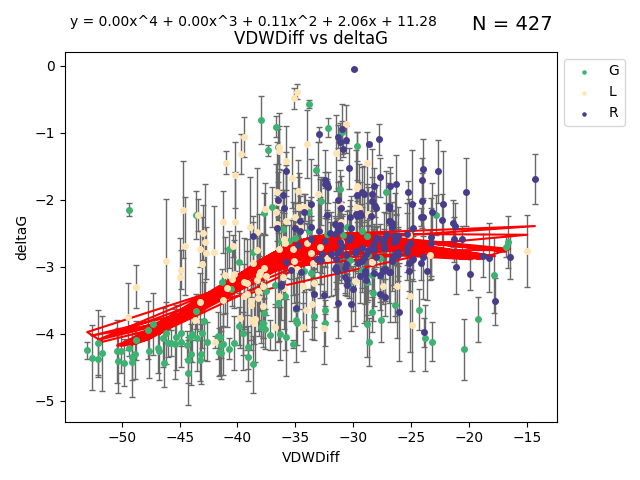 y = 0.00x^4 + 0.00x^3 + 0.11x^2 + 2.06x + 11.28
N = 427
VDWDiff vs deltaG
G
L
R
0
−1
−2
−3
−4
−5
deltaG
−50 −45 −40 −35 −30 −25 −20 −15
VDWDiff